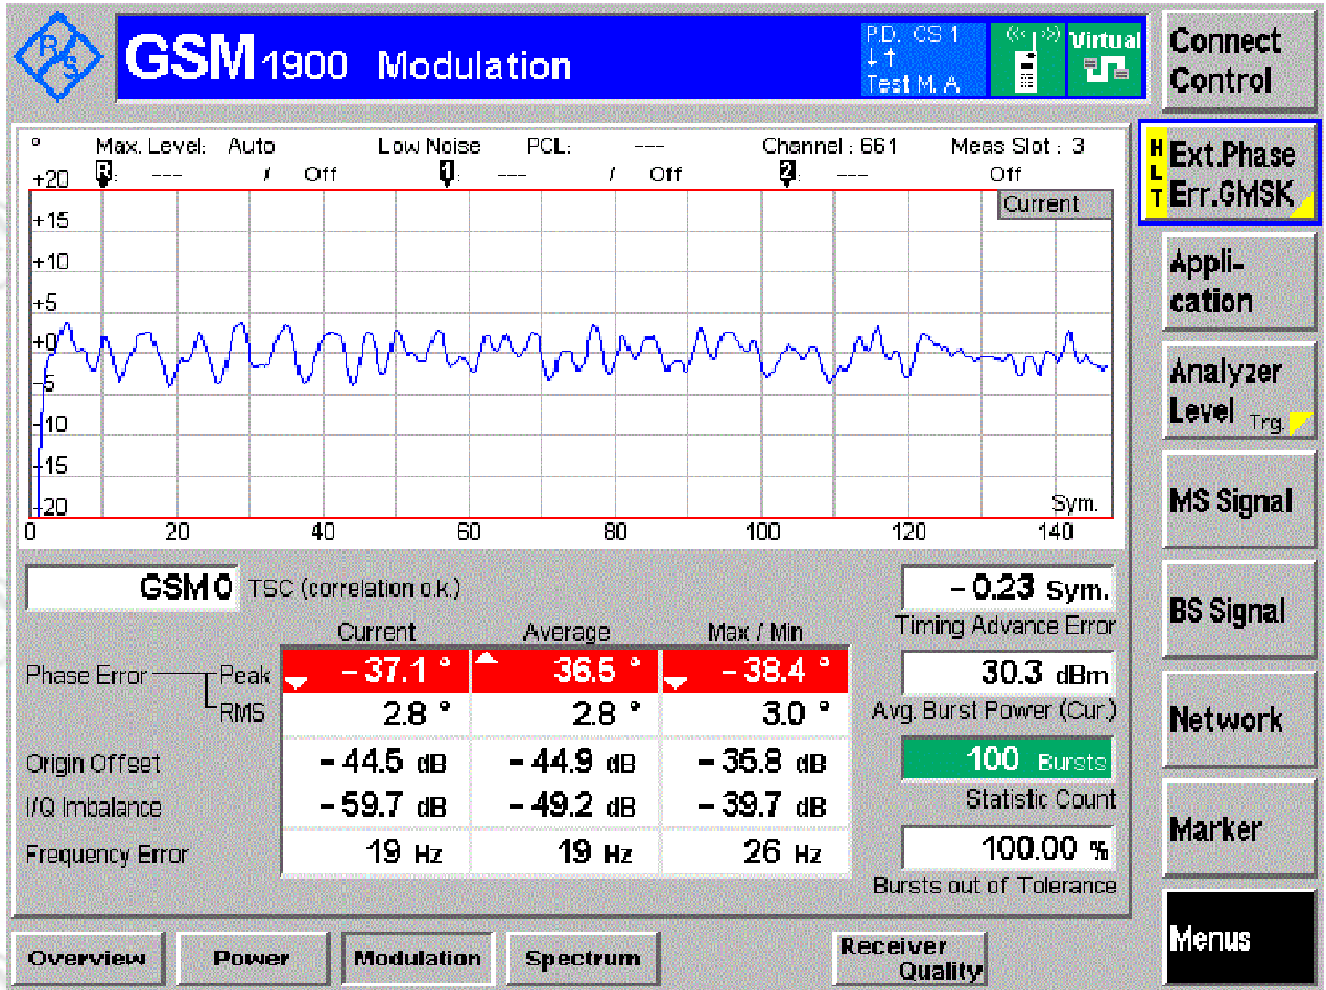 R
S
GSM 1900 Modulation
P.D. CS 1
↓↑
Test M. A.
Virtual
Connect
Control
° Max. Level: Auto Low Noise PCL: --- Channel : 661 Meas Slot : 3
R: --- / Off 1: --- / Off 2: --- Off
Current
+20
+15
+10
+5
+0
-5
-10
-15
-20
Sym.
0 20 40 60 80 100 120 140
H
L
T
Ext.Phase
Err.GMSK
Appli-
cation
Analyzer
Level Trg.
MS Signal
BS Signal
Network
Marker
Menus
GSM 0 TSC (correlation o.k.)
Current Average Max / Min
Phase Error Peak - 37.1 ° 36.5 ° - 38.4 °
RMS 2.8 ° 2.8 ° 3.0 °
Origin Offset - 44.5 dB - 44.9 dB - 35.8 dB
I/Q Imbalance - 59.7 dB - 49.2 dB - 39.7 dB
Frequency Error 19 Hz 19 Hz 26 Hz
- 0.23 Sym.
Timing Advance Error
30.3 dBm
Avg. Burst Power (Cur.)
100 Bursts
Statistic Count
100.00 %
Bursts out of Tolerance
Overview
Power
Modulation
Spectrum
Receiver
Quality